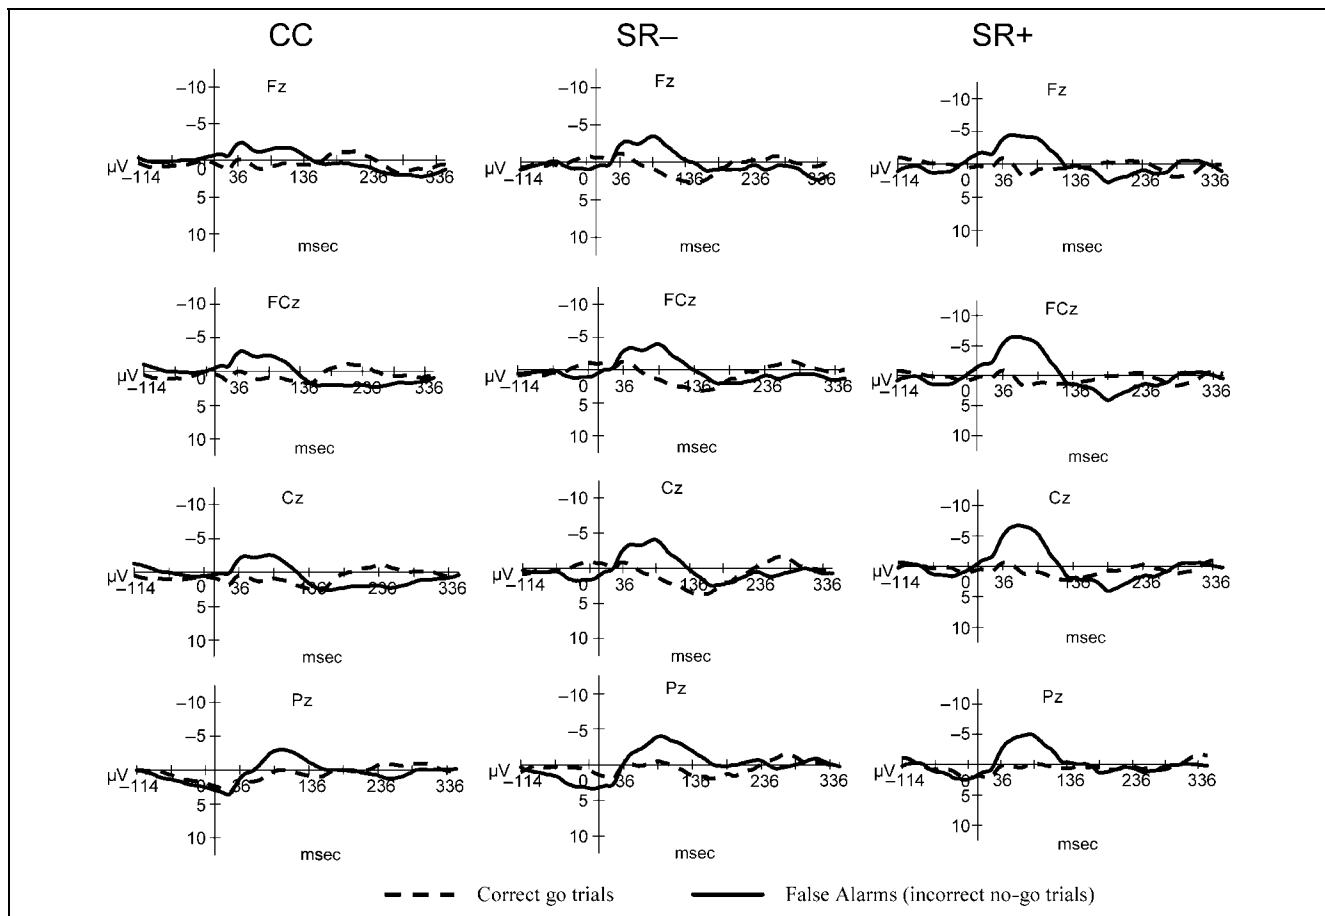 CC SR– SR+
Fz Fz Fz
–10 –10 –10
–5 –5 –5
µV 0 µV 0 µV 0
–114 36 136 236 336 –114 36 136 236 336 –114 36 136 236 336
5 5 5
10 10 10
msec msec msec
FCz FCz FCz
–10 –10 –10
–5 –5 –5
µV 0 µV 0 µV 0
–114 36 136 236 336 –114 36 136 236 336 –114 36 136 236 336
5 5 5
10 10 10
msec msec msec
Cz Cz Cz
–10 –10 –10
–5 –5 –5
µV 0 µV 0 µV 0
–114 36 136 236 336 –114 36 136 236 336 –114 36 136 236 336
5 5 5
10 10 10
msec msec msec
Pz Pz Pz
–10 –10 –10
–5 –5 –5
µV 0 µV 0 µV 0
–114 36 136 236 336 –114 36 136 236 336 –114 36 136 236 336
5 5 5
10 10 10
msec msec msec
Correct go trials False Alarms (incorrect no-go trials)